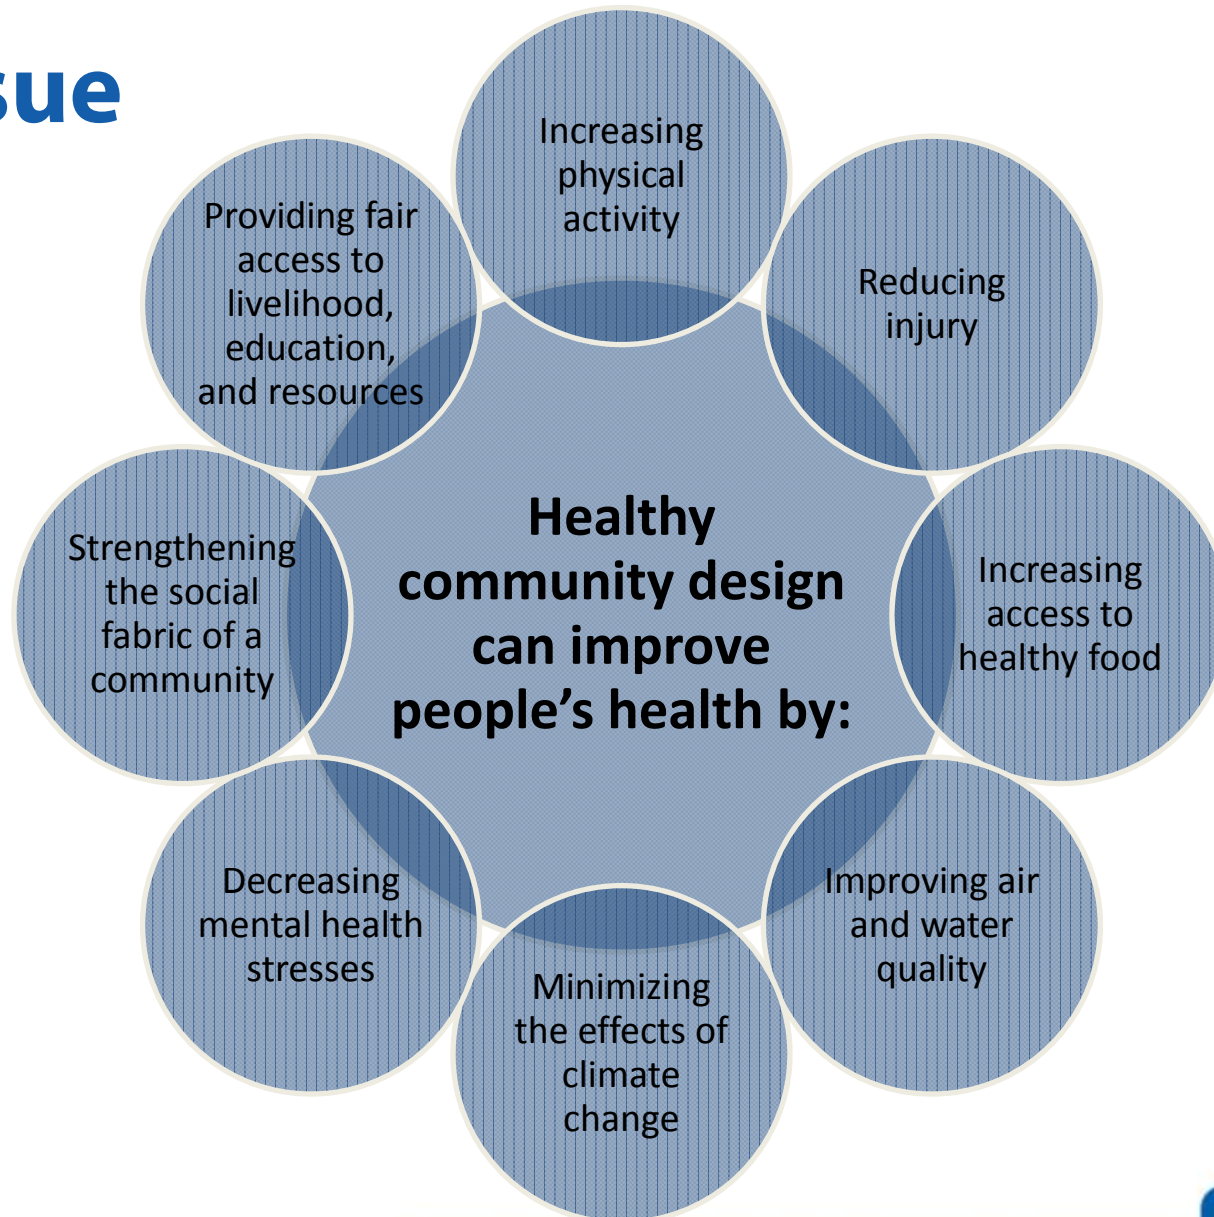 sue
Increasing
physical
activity
Reducing
injury
Increasing
access to
healthy food
Improving air
and water
quality
Minimizing
the effects of
climate
change
Decreasing
mental health
stresses
Strengthening
the social
fabric of a
community
Providing fair
access to
livelihood,
education,
and resources
Healthy
community design
can improve
people’s health by: